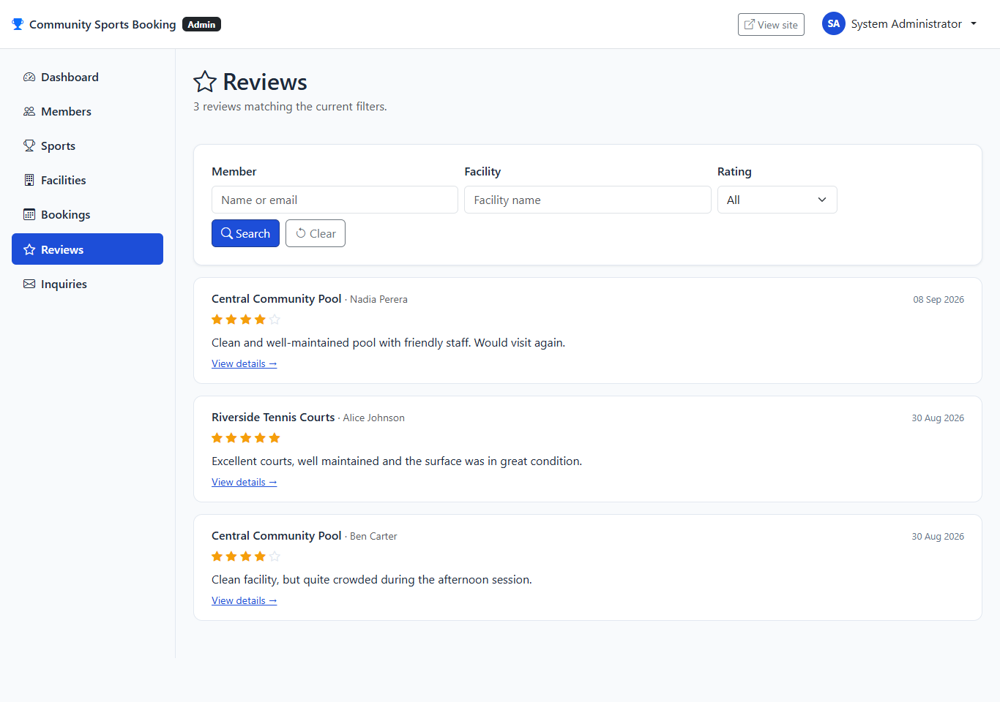 Community Sports Booking Admin
View site
SA System Administrator
Dashboard
Members
Sports
Facilities
Bookings
Reviews
Inquiries
Reviews
3 reviews matching the current filters.
Member Facility Rating
Name or email Facility name All
Search Clear
Central Community Pool · Nadia Perera 08 Sep 2026
Clean and well-maintained pool with friendly staff. Would visit again.
View details →
Riverside Tennis Courts · Alice Johnson 30 Aug 2026
Excellent courts, well maintained and the surface was in great condition.
View details →
Central Community Pool · Ben Carter 30 Aug 2026
Clean facility, but quite crowded during the afternoon session.
View details →